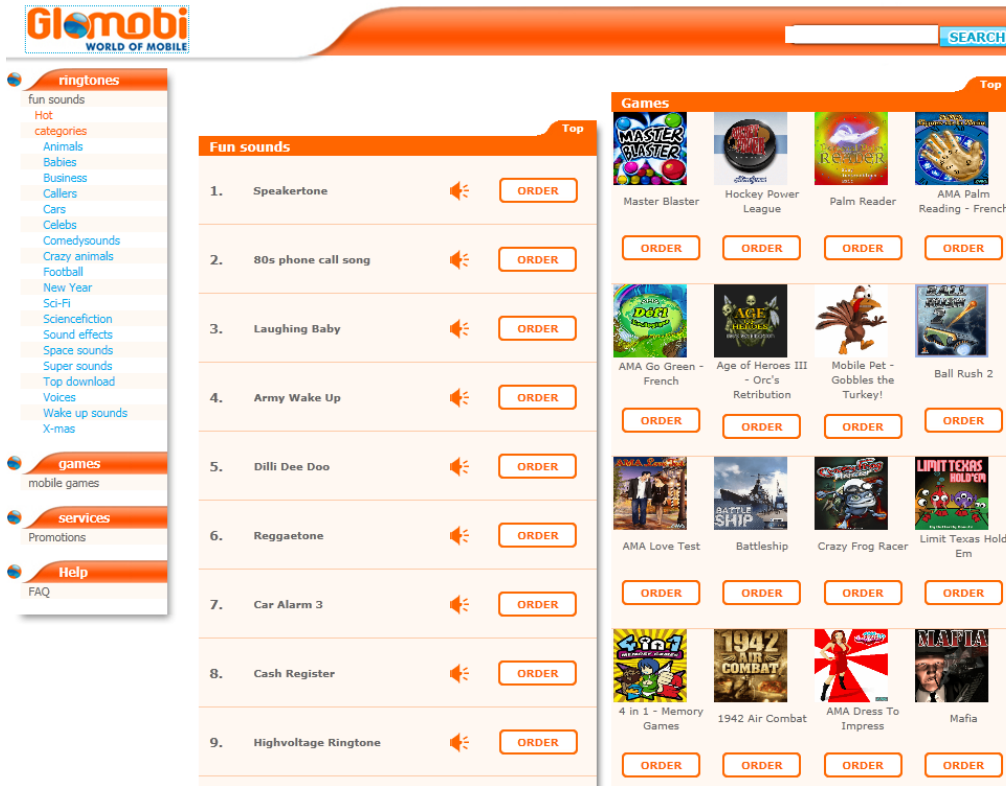 Glomobi
WORLD OF MOBILE
SEARCH
ringtones
fun sounds
Hot
categories
Animals
Babies
Business
Callers
Cars
Celebs
Comedysounds
Crazy animals
Football
New Year
Sci-Fi
Sciencefiction
Sound effects
Space sounds
Super sounds
Top download
Voices
Wake up sounds
X-mas
games
mobile games
services
Promotions
Help
FAQ
Top
Fun sounds
1. Speakertone ORDER
2. 80s phone call song ORDER
3. Laughing Baby ORDER
4. Army Wake Up ORDER
5. Dilli Dee Doo ORDER
6. Reggaetone ORDER
7. Car Alarm 3 ORDER
8. Cash Register ORDER
9. Highvoltage Ringtone ORDER
Top
Games
MASTER
BLASTER
Master Blaster
Hockey Power
League
Palm Reader
AMA Palm
Reading - French
ORDER ORDER ORDER ORDER
DéFi
AGE
HEROES
AMA Go Green -
French
Age of Heroes III
- Orc's
Retribution
Mobile Pet -
Gobbles the
Turkey!
Ball Rush 2
ORDER ORDER ORDER ORDER
BATTLE
SHIP
LIMIT TEXAS
HOLD'EM
AMA Love Test
Battleship
Crazy Frog Racer
Limit Texas Hold
Em
ORDER ORDER ORDER ORDER
4 in 1
MEMORY GAMES
1942
AIR
COMBAT
MAFIA
4 in 1 - Memory
Games
1942 Air Combat
AMA Dress To
Impress
Mafia
ORDER ORDER ORDER ORDER